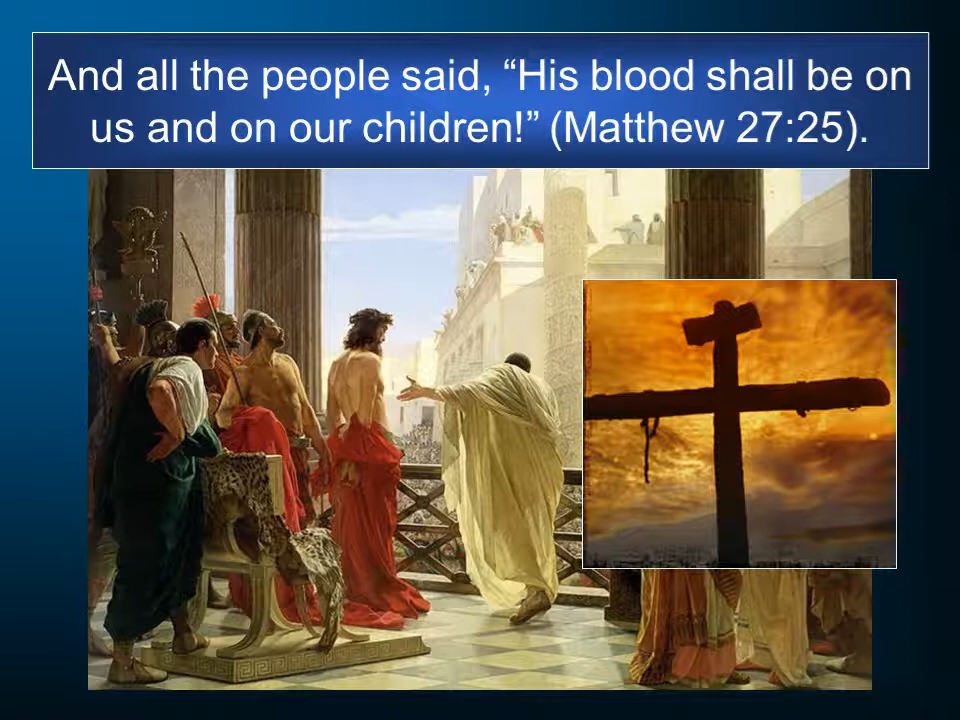 And all the people said, “His blood shall be on
us and on our children!” (Matthew 27:25).